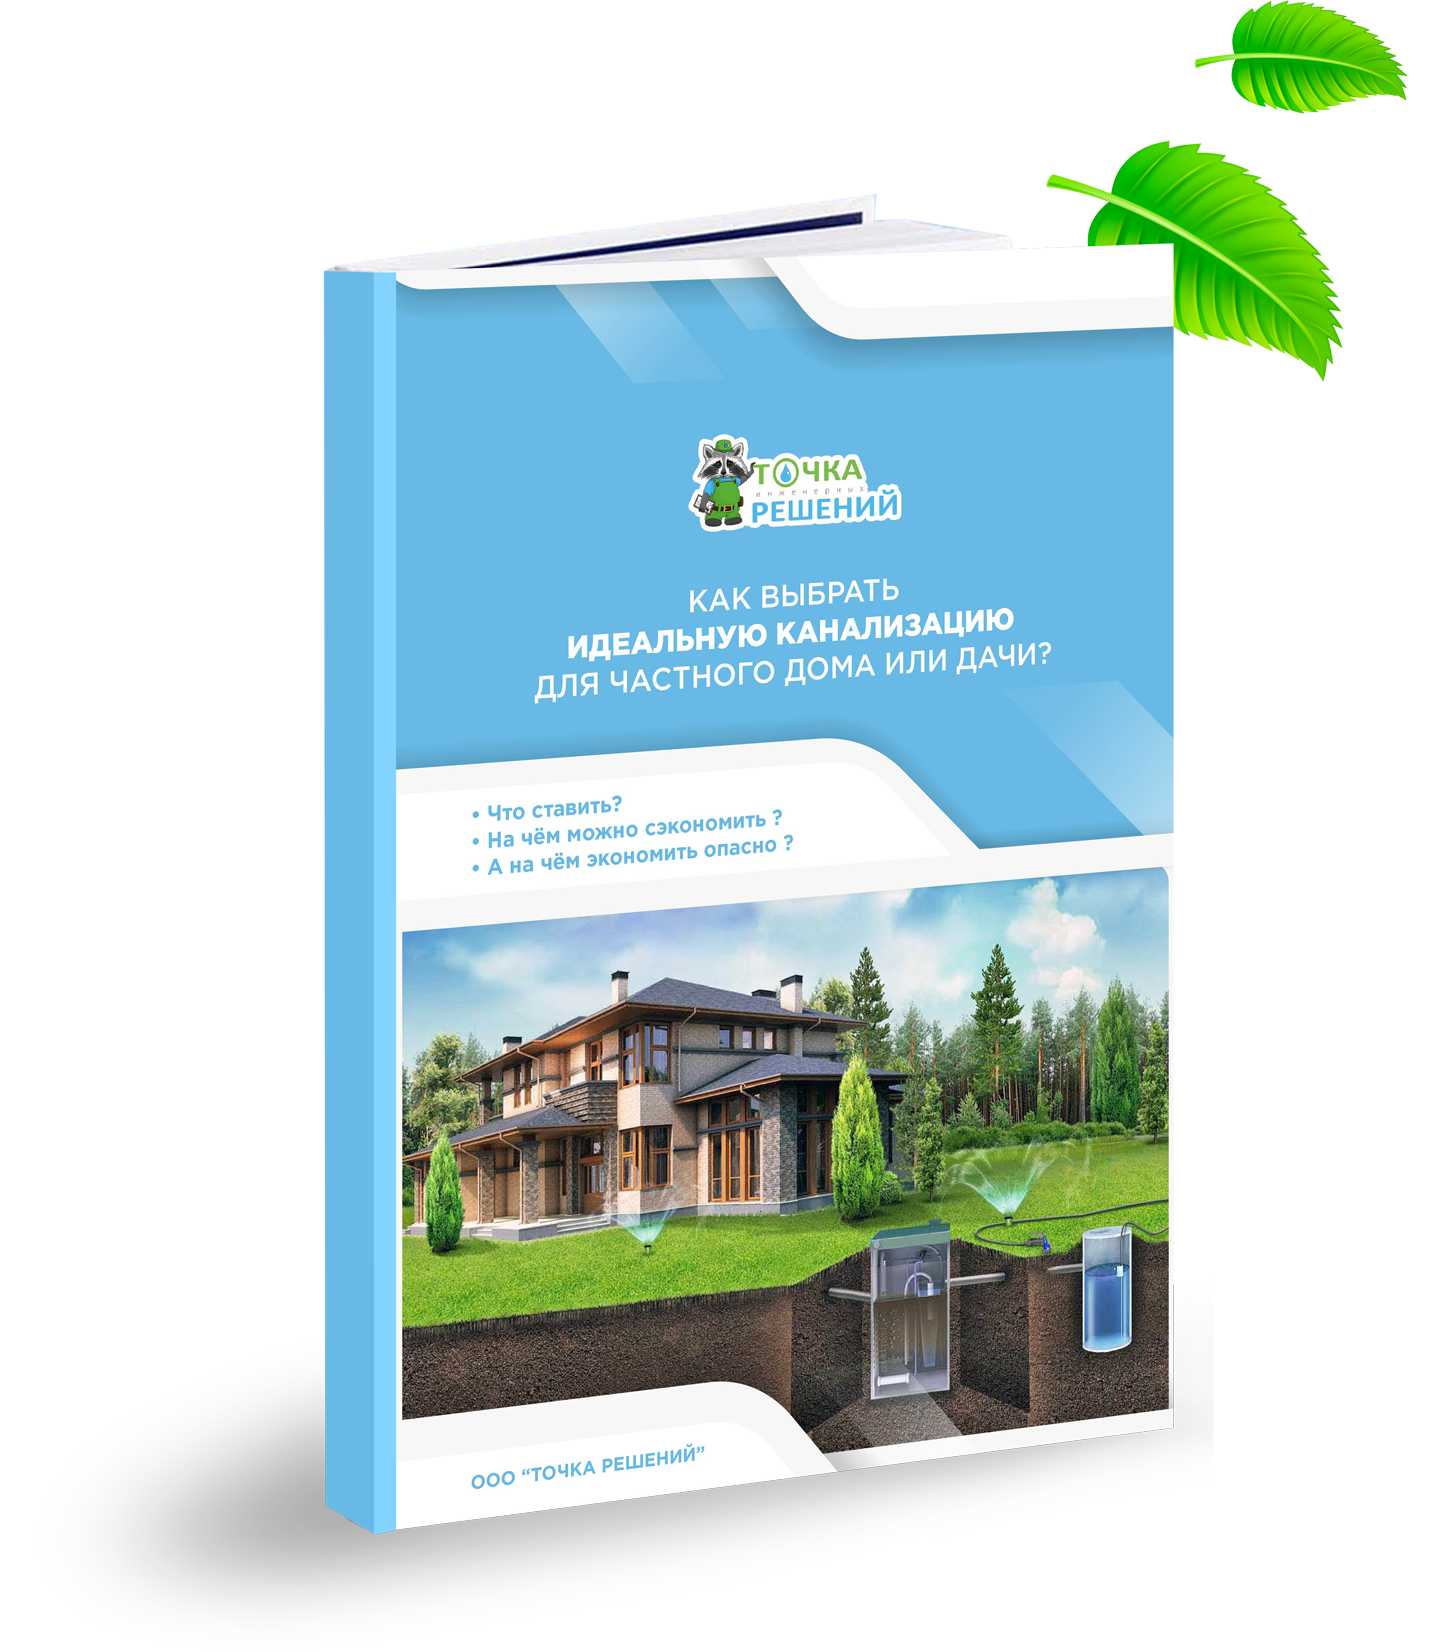 ТОЧКА
инженерных
РЕШЕНИЙ
КАК ВЫБРАТЬ
ИДЕАЛЬНУЮ КАНАЛИЗАЦИЮ
ДЛЯ ЧАСТНОГО ДОМА ИЛИ ДАЧИ?
• Что ставить?
• На чём можно сэкономить ?
• А на чём экономить опасно ?
ООО “ТОЧКА РЕШЕНИЙ”